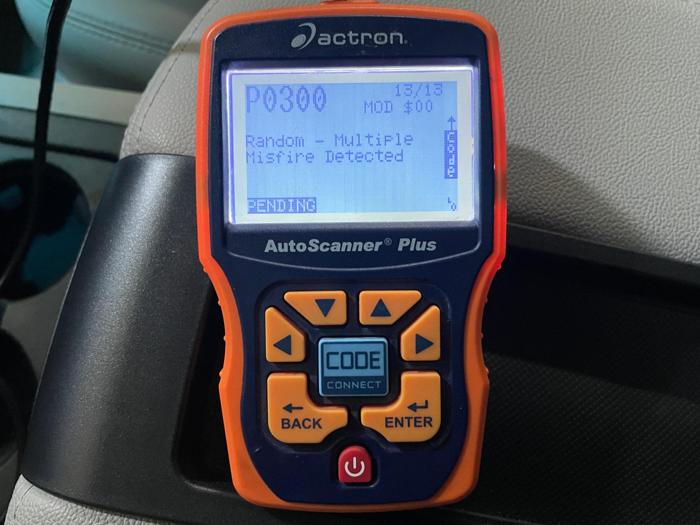 actron®
P0300 13/13
MOD $00
Random - Multiple
Misfire Detected
Code
PENDING
AutoScanner® Plus
CODE
CONNECT
BACK
ENTER